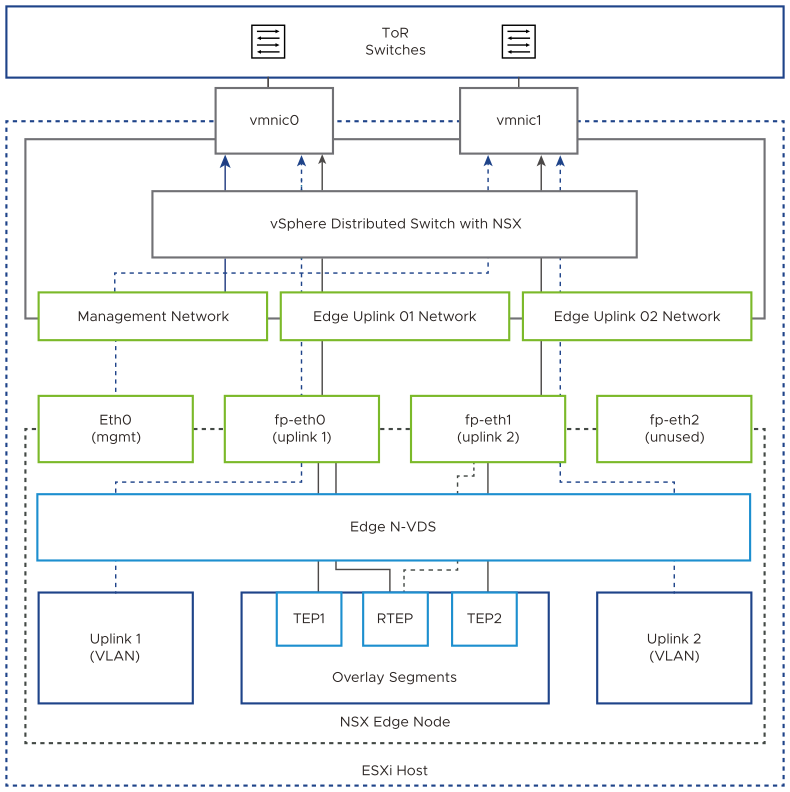 ToR
Switches
vmnic0
vmnic1
vSphere Distributed Switch with NSX
Management Network
Edge Uplink 01 Network
Edge Uplink 02 Network
Eth0
(mgmt)
fp-eth0
(uplink 1)
fp-eth1
(uplink 2)
fp-eth2
(unused)
Edge N-VDS
Uplink 1
(VLAN)
TEP1
RTEP
TEP2
Overlay Segments
Uplink 2
(VLAN)
NSX Edge Node
ESXi Host